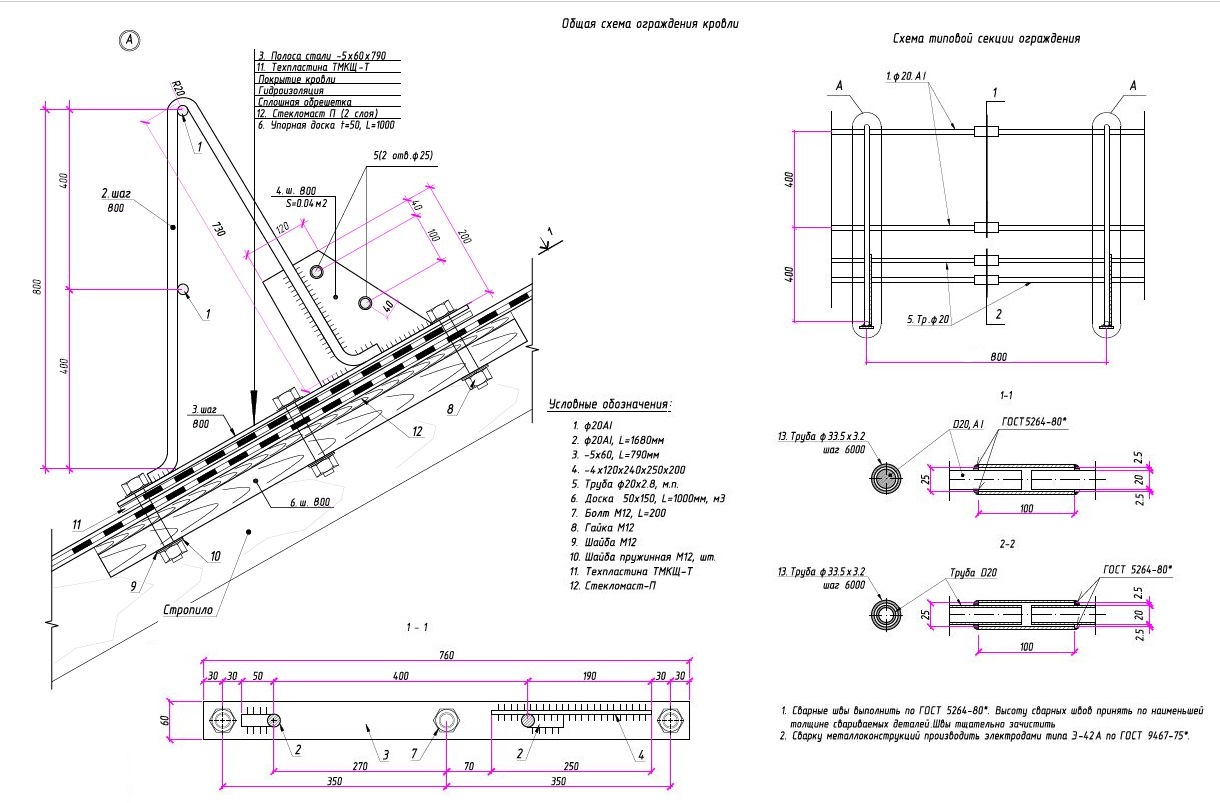 Общая схема ограждения кровли
А
3. Полоса стали -5х60х790
11. Техпластина ТМКЩ-Т
Покрытие кровли
Гидроизоляция
Сплошная обрешетка
12. Стекломаст П (2 слоя)
6. Упорная доска t=50, L=1000
R20
1
5(2 отв.ф25)
4. ш. 800
S=0.04 м2
2. шаг
800
400
800
730
120
40
100
200
40
1
1
400
3. шаг
800
8
12
6. ш. 800
11
10
9
Стропило
Условные обозначения:
1. ф20АI
2. ф20АI, L=1680мм
3. -5х60, L=790мм
4. -4х120х240х250х200
5. Труба ф20х2.8, м.п.
6. Доска 50х150, L=1000мм, м3
7. Болт М12, L=200
8. Гайка М12
9. Шайба М12
10. Шайба пружинная М12, шт.
11. Техпластина ТМКЩ-Т
12. Стекломаст-П
1 - 1
760
30 30 50 400 190 30 30
60
2 3 7 2 4
270 70 250
350 350
Схема типовой секции ограждения
1. ф20. АI
А 1 А
400
400
5. Тр. ф20 2
800
1-1
13. Труба ф33.5х3.2
шаг 6000
D20, АI
ГОСТ5264-80*
25
2.5
20
2.5
100
2-2
13. Труба ф33.5х3.2
шаг 6000
Труба D20
ГОСТ 5264-80*
25
2.5
20
2.5
100
1. Сварные швы выполнить по ГОСТ 5264-80*. Высоту сварных швов принять по наименьшей
толщине свариваемых деталей.Швы тщательно зачистить
2. Сварку металлоконструкций производить электродами типа Э-42А по ГОСТ 9467-75*.